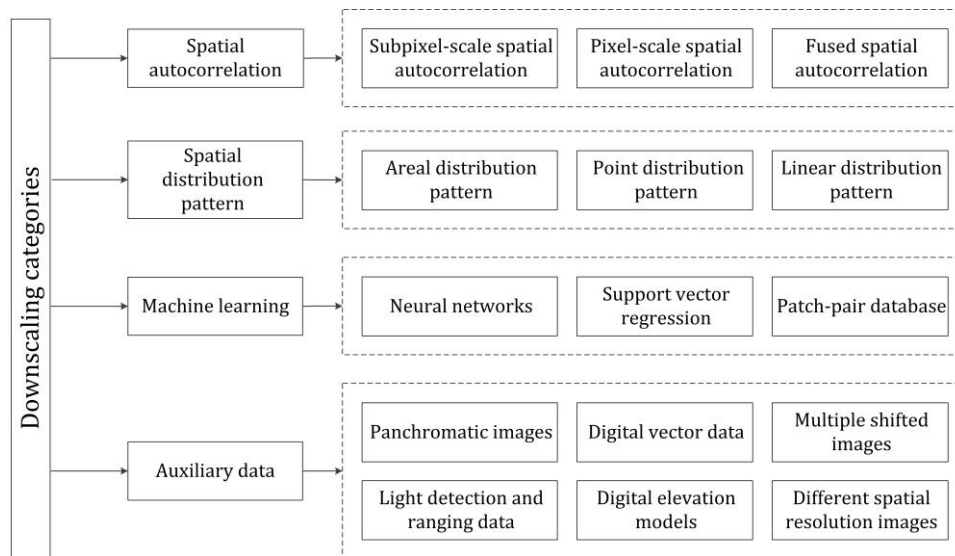 Downscaling categories
Spatial
autocorrelation
Subpixel-scale spatial
autocorrelation
Pixel-scale spatial
autocorrelation
Fused spatial
autocorrelation
Spatial
distribution
pattern
Areal distribution
pattern
Point distribution
pattern
Linear distribution
pattern
Machine learning
Neural networks
Support vector
regression
Patch-pair database
Auxiliary data
Panchromatic images
Digital vector data
Multiple shifted
images
Light detection and
ranging data
Digital elevation
models
Different spatial
resolution images